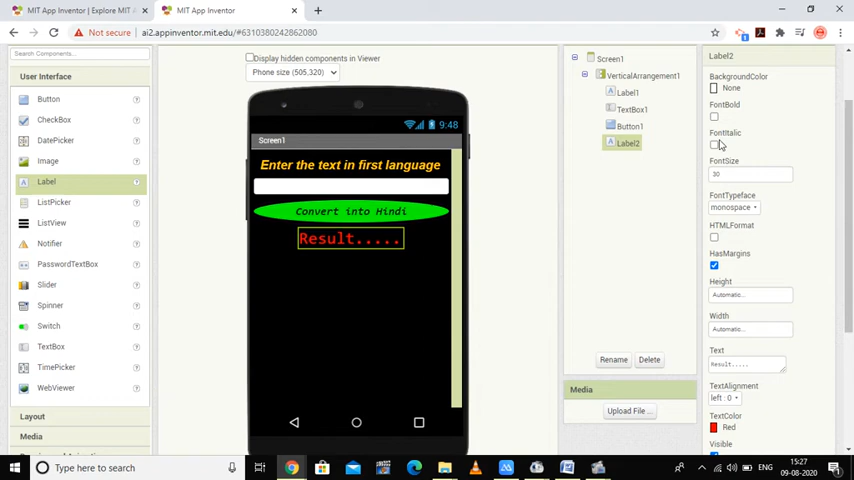 MIT App Inventor | Explore MIT A
MIT App Inventor
Not secure | ai2.appinventor.mit.edu/#6310380242862080
Search Components...
User Interface
Button
CheckBox
DatePicker
Image
Label
ListPicker
ListView
Notifier
PasswordTextBox
Slider
Spinner
Switch
TextBox
TimePicker
WebViewer
Layout
Media
Display hidden components in Viewer
Phone size (505,320)
9:48
Screen1
Enter the text in first language
Convert into Hindi
Result.....
Screen1
VerticalArrangement1
Label1
TextBox1
Button1
Label2
Rename
Delete
Media
Upload File ...
Label2
BackgroundColor
None
FontBold
FontItalic
FontSize
30
FontTypeface
monospace
HTMLFormat
HasMargins
Height
Automatic...
Width
Automatic...
Text
Result.....
TextAlignment
left : 0
TextColor
Red
Visible
Type here to search
ENG
15:27
09-08-2020